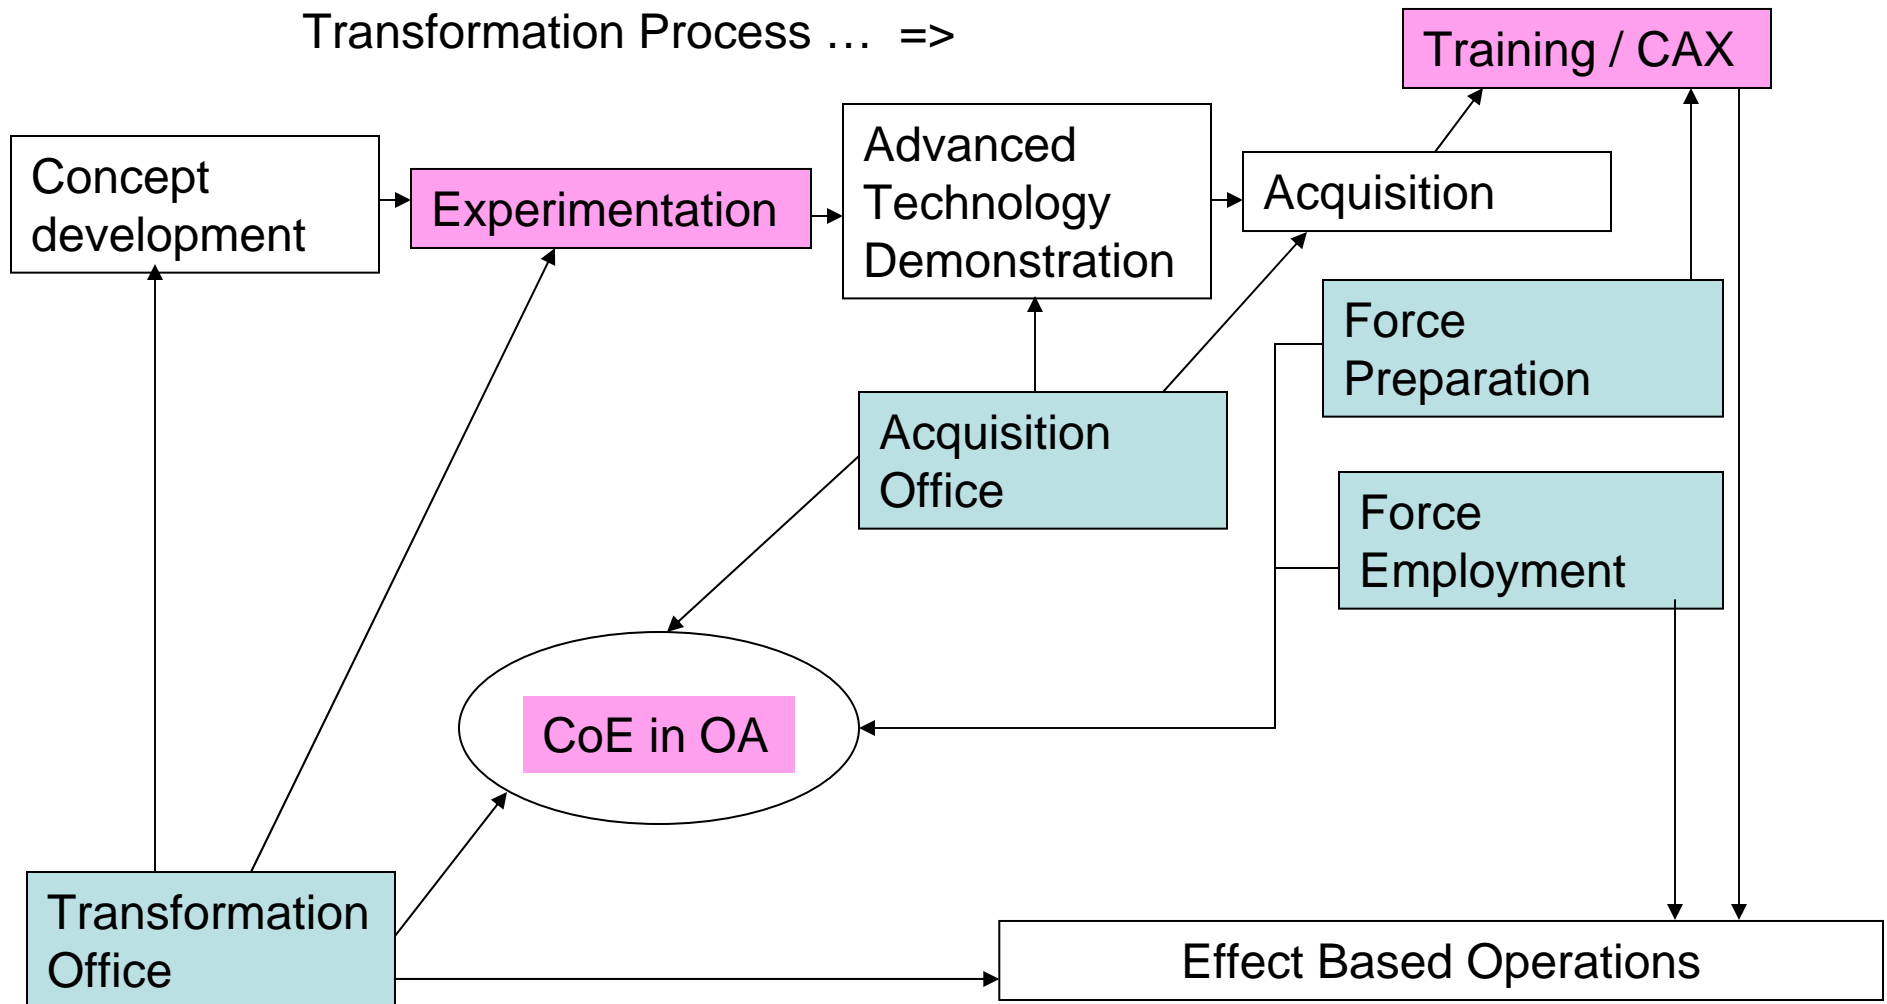 Transformation Process … =>
Training / CAX
Concept
development
Experimentation
Advanced
Technology
Demonstration
Acquisition
Force
Preparation
Acquisition
Office
Force
Employment
CoE in OA
Transformation
Office
Effect Based Operations